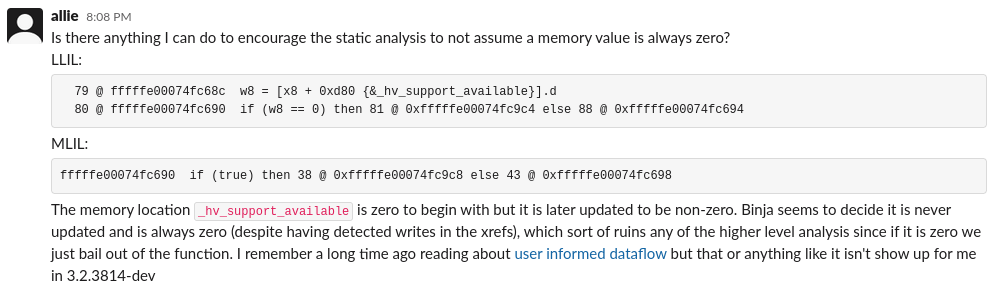 allie 8:08 PM
Is there anything I can do to encourage the static analysis to not assume a memory value is always zero?
LLIL:
79 @ fffffe00074fc68c  w8 = [x8 + 0xd80 {&_hv_support_available}].d
80 @ fffffe00074fc690  if (w8 == 0) then 81 @ 0xfffffe00074fc9c4 else 88 @ 0xfffffe00074fc694
MLIL:
fffffe00074fc690  if (true) then 38 @ 0xfffffe00074fc9c8 else 43 @ 0xfffffe00074fc698
The memory location _hv_support_available is zero to begin with but it is later updated to be non-zero. Binja seems to decide it is never
updated and is always zero (despite having detected writes in the xrefs), which sort of ruins any of the higher level analysis since if it is zero we
just bail out of the function. I remember a long time ago reading about user informed dataflow but that or anything like it isn't show up for me
in 3.2.3814-dev